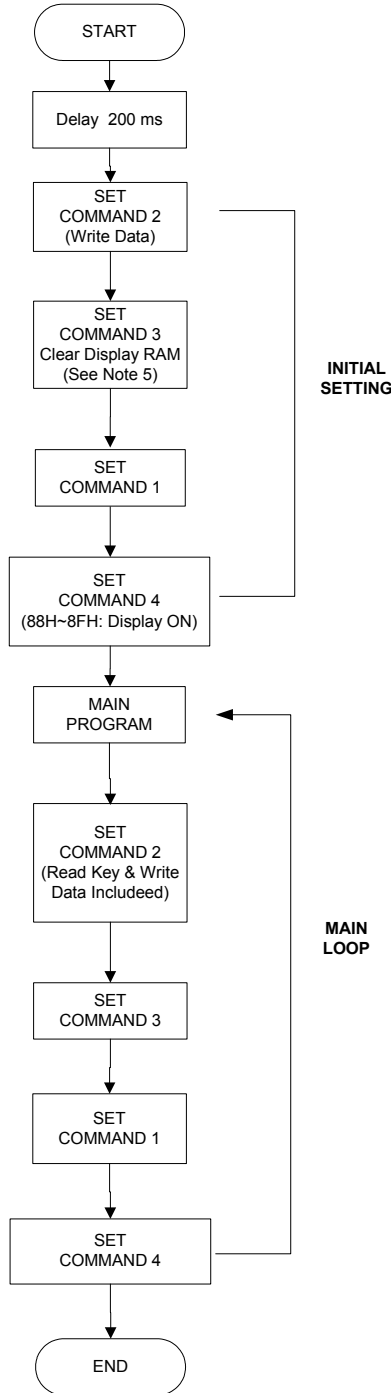 START
Delay 200 ms
SET
COMMAND 2
(Write Data)
SET
COMMAND 3
Clear Display RAM
(See Note 5)
INITIAL
SETTING
SET
COMMAND 1
SET
COMMAND 4
(88H~8FH: Display ON)
MAIN
PROGRAM
SET
COMMAND 2
(Read Key & Write
Data Includeed)
MAIN
LOOP
SET
COMMAND 3
SET
COMMAND 1
SET
COMMAND 4
END